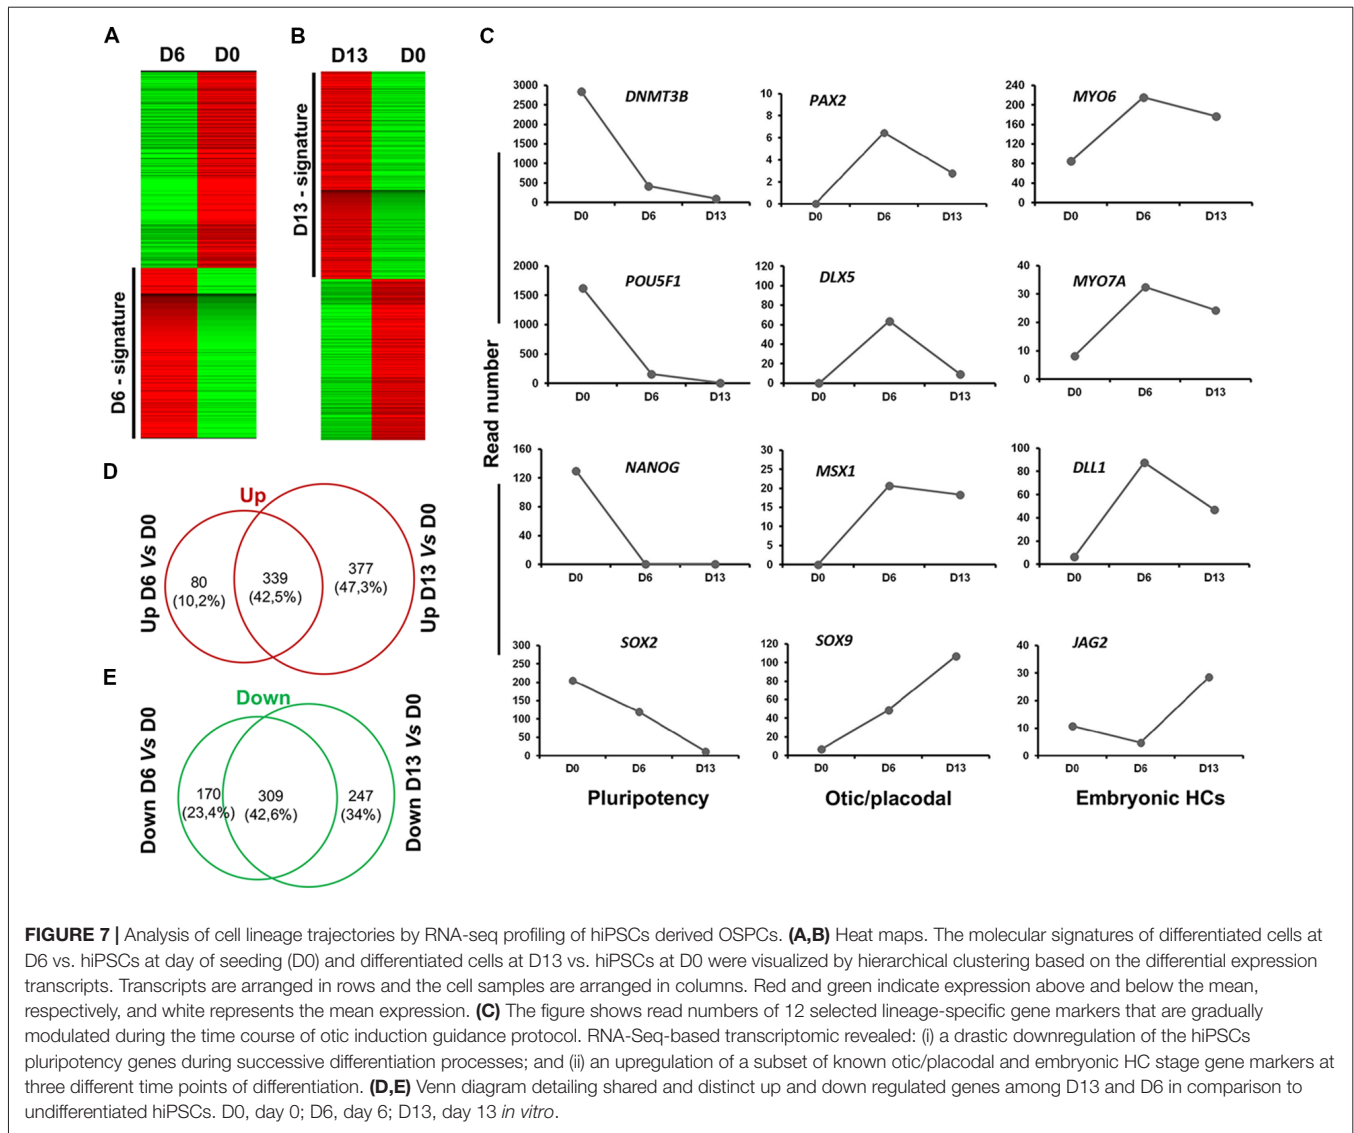 A
D6 D0
D6 - signature
B
D13 D0
D13 - signature
C
Read number
DNMT3B
3000
2500
2000
1500
1000
500
0
D0 D6 D13
PAX2
10
8
6
4
2
0
D0 D6 D13
MYO6
240
200
160
120
80
40
0
D0 D6 D13
POU5F1
2000
1500
1000
500
0
D0 D6 D13
DLX5
120
100
80
60
40
20
0
D0 D6 D13
MYO7A
40
30
20
10
0
D0 D6 D13
NANOG
160
120
80
40
0
D0 D6 D13
MSX1
30
25
20
15
10
5
0
D0 D6 D13
DLL1
100
80
60
40
20
0
D0 D6 D13
SOX2
300
250
200
150
100
50
0
D0 D6 D13
SOX9
120
100
80
60
40
20
0
D0 D6 D13
JAG2
40
30
20
10
0
D0 D6 D13
Pluripotency
Otic/placodal
Embryonic HCs
D
Up
Up D6 Vs D0
80
(10,2%)
339
(42,5%)
377
(47,3%)
Up D13 Vs D0
E
Down
Down D6 Vs D0
170
(23,4%)
309
(42,6%)
247
(34%)
Down D13 Vs D0
FIGURE 7 | Analysis of cell lineage trajectories by RNA-seq profiling of hiPSCs derived OSPCs. (A,B) Heat maps. The molecular signatures of differentiated cells at
D6 vs. hiPSCs at day of seeding (D0) and differentiated cells at D13 vs. hiPSCs at D0 were visualized by hierarchical clustering based on the differential expression
transcripts. Transcripts are arranged in rows and the cell samples are arranged in columns. Red and green indicate expression above and below the mean,
respectively, and white represents the mean expression. (C) The figure shows read numbers of 12 selected lineage-specific gene markers that are gradually
modulated during the time course of otic induction guidance protocol. RNA-Seq-based transcriptomic revealed: (i) a drastic downregulation of the hiPSCs
pluripotency genes during successive differentiation processes; and (ii) an upregulation of a subset of known otic/placodal and embryonic HC stage gene markers at
three different time points of differentiation. (D,E) Venn diagram detailing shared and distinct up and down regulated genes among D13 and D6 in comparison to
undifferentiated hiPSCs. D0, day 0; D6, day 6; D13, day 13 in vitro.